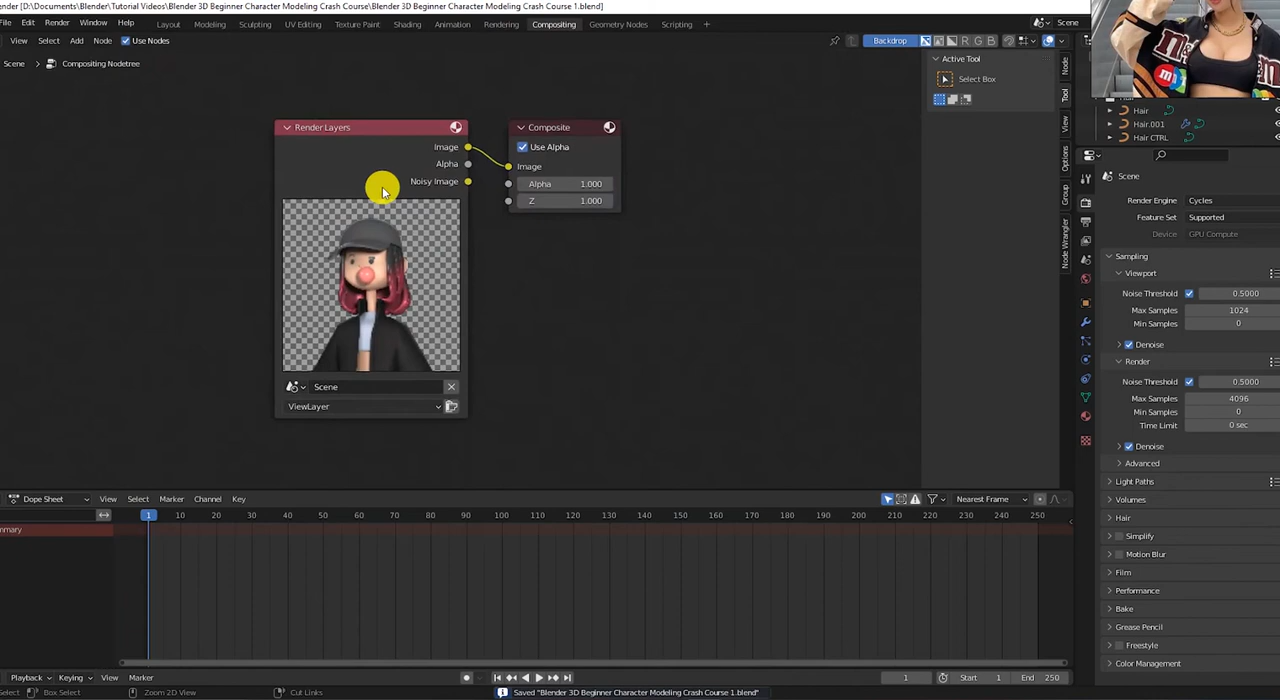 ender [D:\Documents\Blender\Tutorial Videos\Blender 3D Beginner Character Modeling Crash Course\Blender 3D Beginner Character Modeling Crash Course 1.blend]
File Edit Render Window Help Layout Modeling Sculpting UV Editing Texture Paint Shading Animation Rendering Compositing Geometry Nodes Scripting + Scene
View Select Add Node Use Nodes Backdrop R G B
Scene > Compositing Nodetree
Active Tool
Select Box
Node
Tool
View
Options
Group
Node Wrangler
Render Layers
Image
Alpha
Noisy Image
Scene
ViewLayer
Composite
Use Alpha
Image
Alpha 1.000
Z 1.000
m&m
Hair
Hair.001
Hair CTRL
Scene
Render Engine Cycles
Feature Set Supported
Device GPU Compute
Sampling
Viewport
Noise Threshold 0.5000
Max Samples 1024
Min Samples 0
Denoise
Render
Noise Threshold 0.5000
Max Samples 4096
Min Samples 0
Time Limit 0 sec
Denoise
Advanced
Light Paths
Volumes
Hair
Simplify
Motion Blur
Film
Performance
Bake
Grease Pencil
Freestyle
Color Management
Dope Sheet View Select Marker Channel Key Nearest Frame
1 10 20 30 40 50 60 70 80 90 100 110 120 130 140 150 160 170 180 190 200 210 220 230 240 250
mmary
Playback Keying View Marker 1 Start 1 End 250
Select Box Select Zoom 2D View Cut Links Saved "Blender 3D Beginner Character Modeling Crash Course 1.blend"